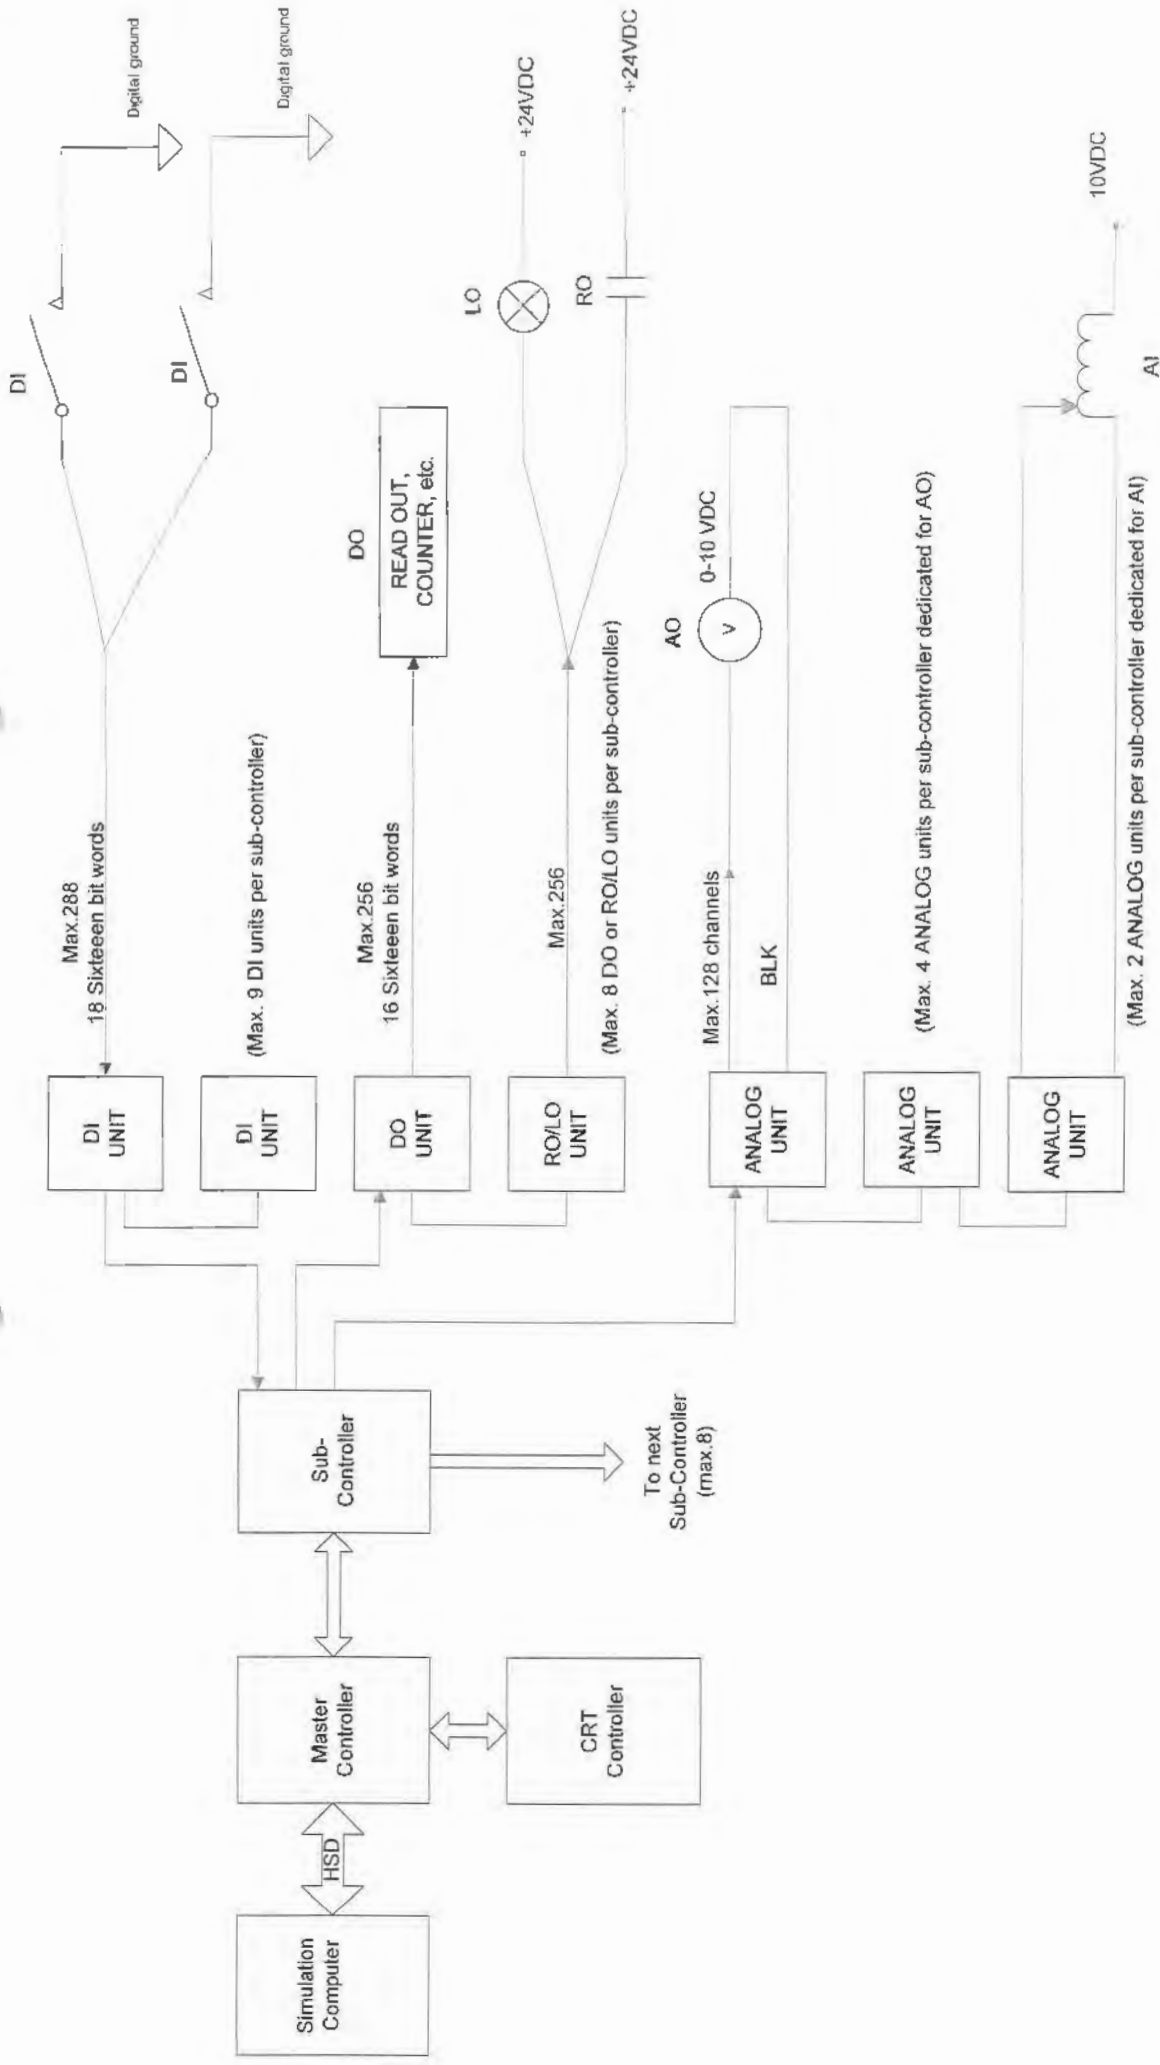 Simulation
Computer
HSD
Master
Controller
CRT
Controller
Sub-
Controller
To next
Sub-Controller
(max.8)
DI
UNIT
Max.288
18 Sixteeen bit words
DI
Digital ground
DI
UNIT
(Max. 9 DI units per sub-controller)
DI
Digital ground
DO
UNIT
Max.256
16 Sixteeen bit words
DO
READ OUT,
COUNTER, etc.
RO/LO
UNIT
Max.256
(Max. 8 DO or RO/LO units per sub-controller)
LO
+24VDC
RO
+24VDC
ANALOG
UNIT
Max.128 channels
BLK
AO
V
0-10 VDC
ANALOG
UNIT
(Max. 4 ANALOG units per sub-controller dedicated for AO)
ANALOG
UNIT
(Max. 2 ANALOG units per sub-controller dedicated for AI)
10VDC
AI